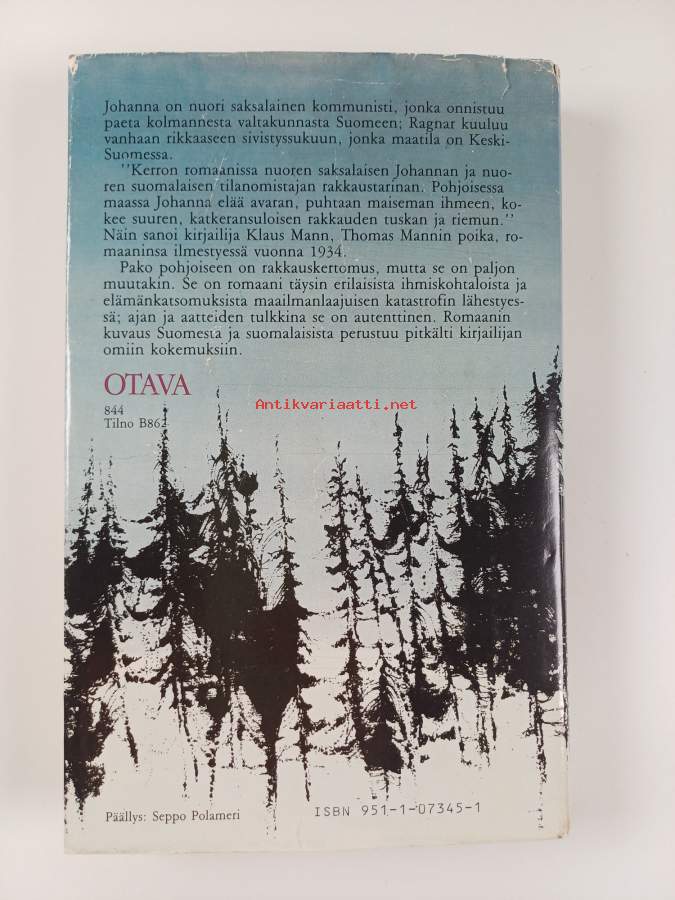 Johanna on nuori saksalainen kommunisti, jonka onnistuu
paeta kolmannesta valtakunnasta Suomeen; Ragnar kuuluu
vanhaan rikkaaseen sivistyssukuun, jonka maatila on Keski-
Suomessa.
"Kerron romaanissa nuoren saksalaisen Johannan ja nuo-
ren suomalaisen tilanomistajan rakkaustarinan. Pohjoisessa
maassa Johanna elää avaran, puhtaan maiseman ihmeen, ko-
kee suuren, katkeransuloisen rakkauden tuskan ja riemun."
Näin sanoi kirjailija Klaus Mann, Thomas Mannin poika, ro-
maaninsa ilmestyessä vuonna 1934.
Pako pohjoiseen on rakkauskertomus, mutta se on paljon
muutakin. Se on romaani täysin erilaisista ihmiskohtaloista ja
elämänkatsomuksista maailmanlaajuisen katastrofin lähestyes-
sä; ajan ja aatteiden tulkkina se on autenttinen. Romaanin
kuvaus Suomesta ja suomalaisista perustuu pitkälti kirjailijan
omiin kokemuksiin.
OTAVA
Antikvariaatti.net
844
Tilno B862
Päällys: Seppo Polameri
ISBN 951-1-07345-1